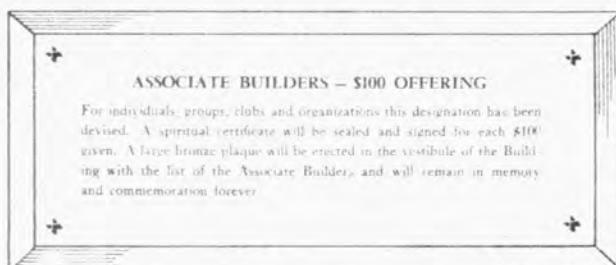 ASSOCIATE BUILDERS – $100 OFFERING
For individuals, groups, clubs and organizations this designation has been
devised. A spiritual certificate will be sealed and signed for each $100
given. A large bronze plaque will be erected in the vestibule of the Build-
ing with the list of the Associate Builders, and will remain in memory
and commemoration forever